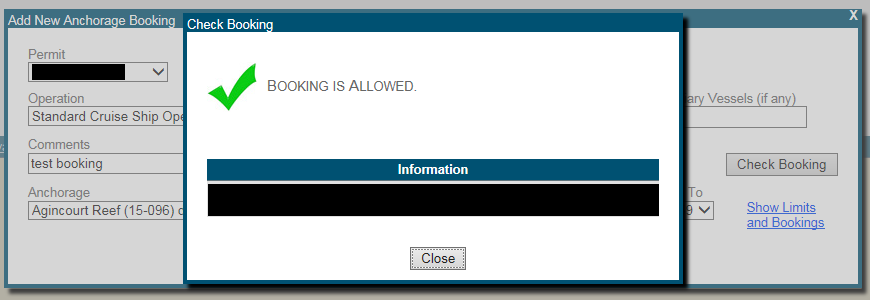 Add New Anchorage Booking
X
Check Booking
Permit
BOOKING IS ALLOWED.
Operation
Standard Cruise Ship Ope
ary Vessels (if any)
Comments
test booking
Check Booking
Information
Anchorage
To
Agincourt Reef (15-096) c
9
Show Limits
and Bookings
Close